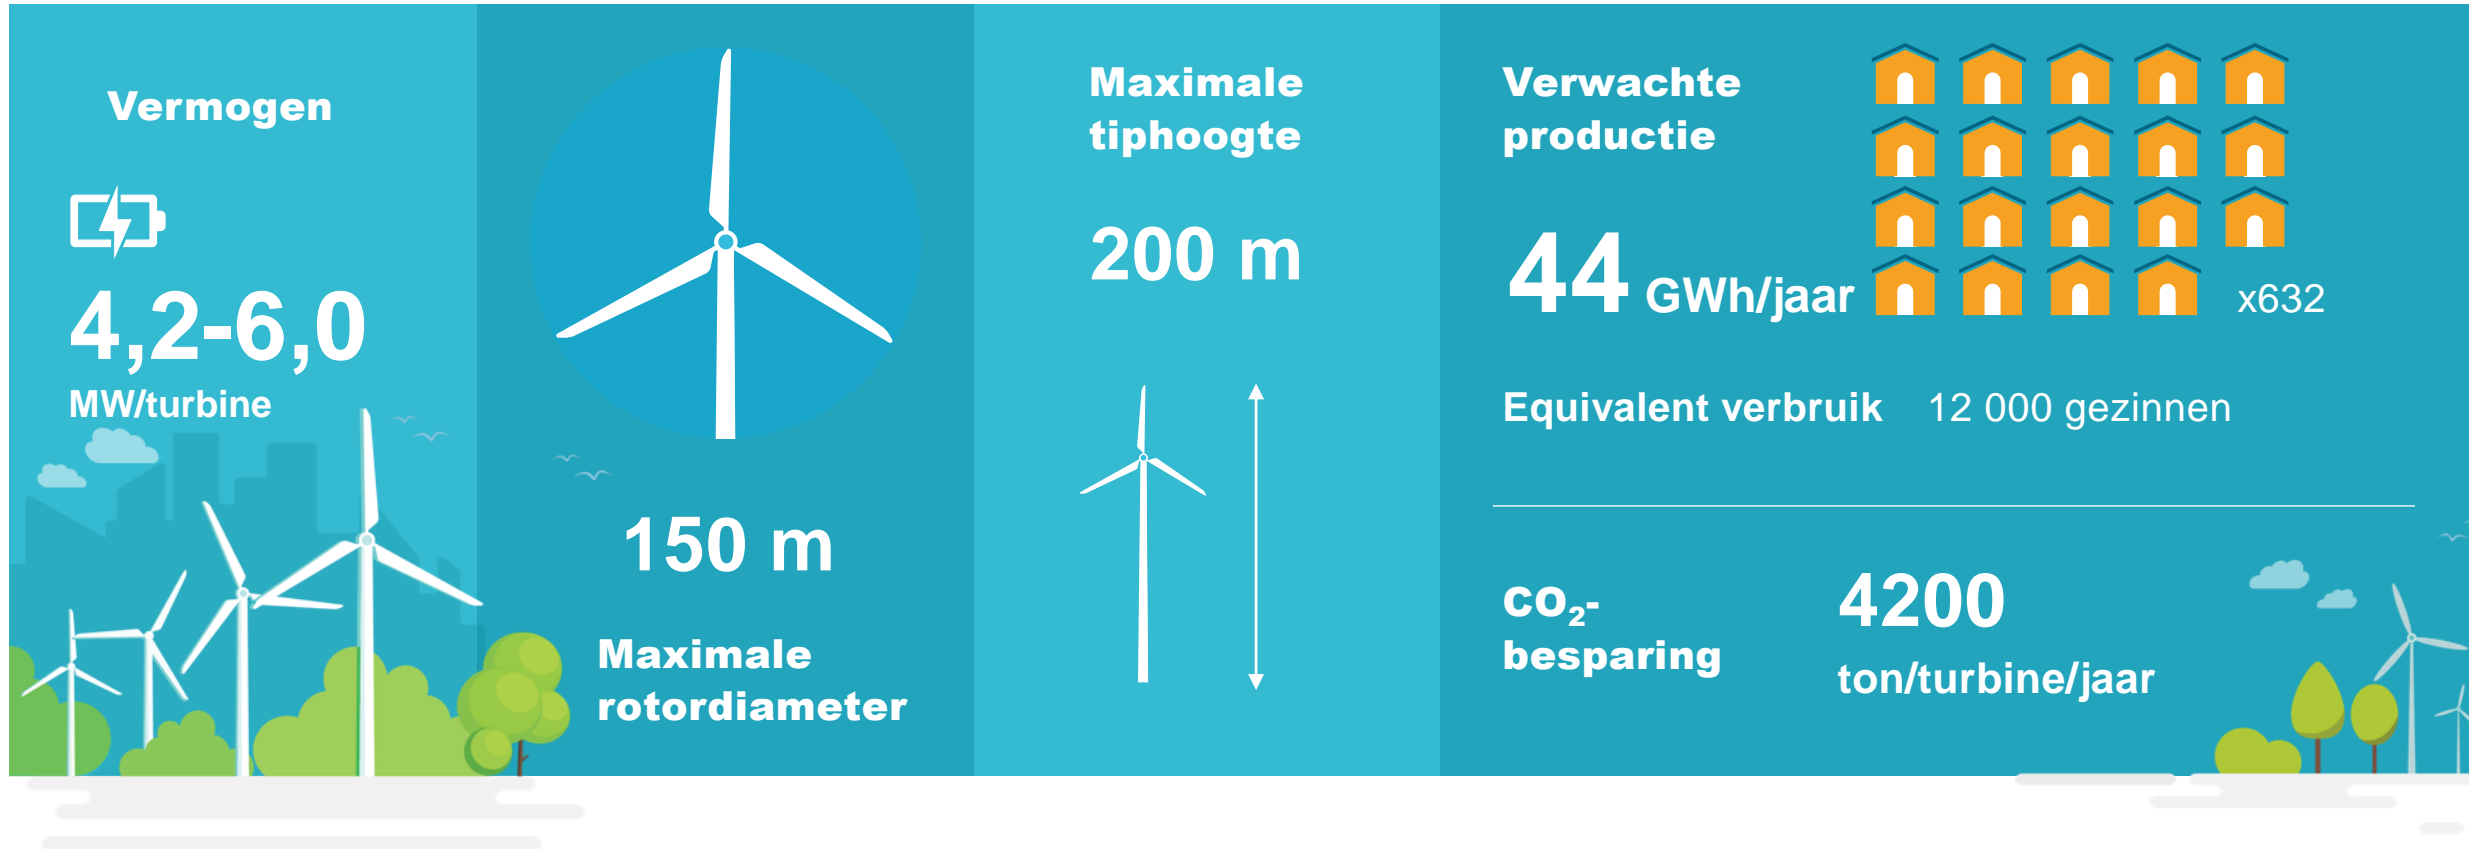 Vermogen
4,2-6,0
MW/turbine
150 m
Maximale
rotordiameter
Maximale
tiphoogte
200 m
Verwachte
productie
44 GWh/jaar
x632
Equivalent verbruik 12 000 gezinnen
CO₂-
besparing
4200
ton/turbine/jaar